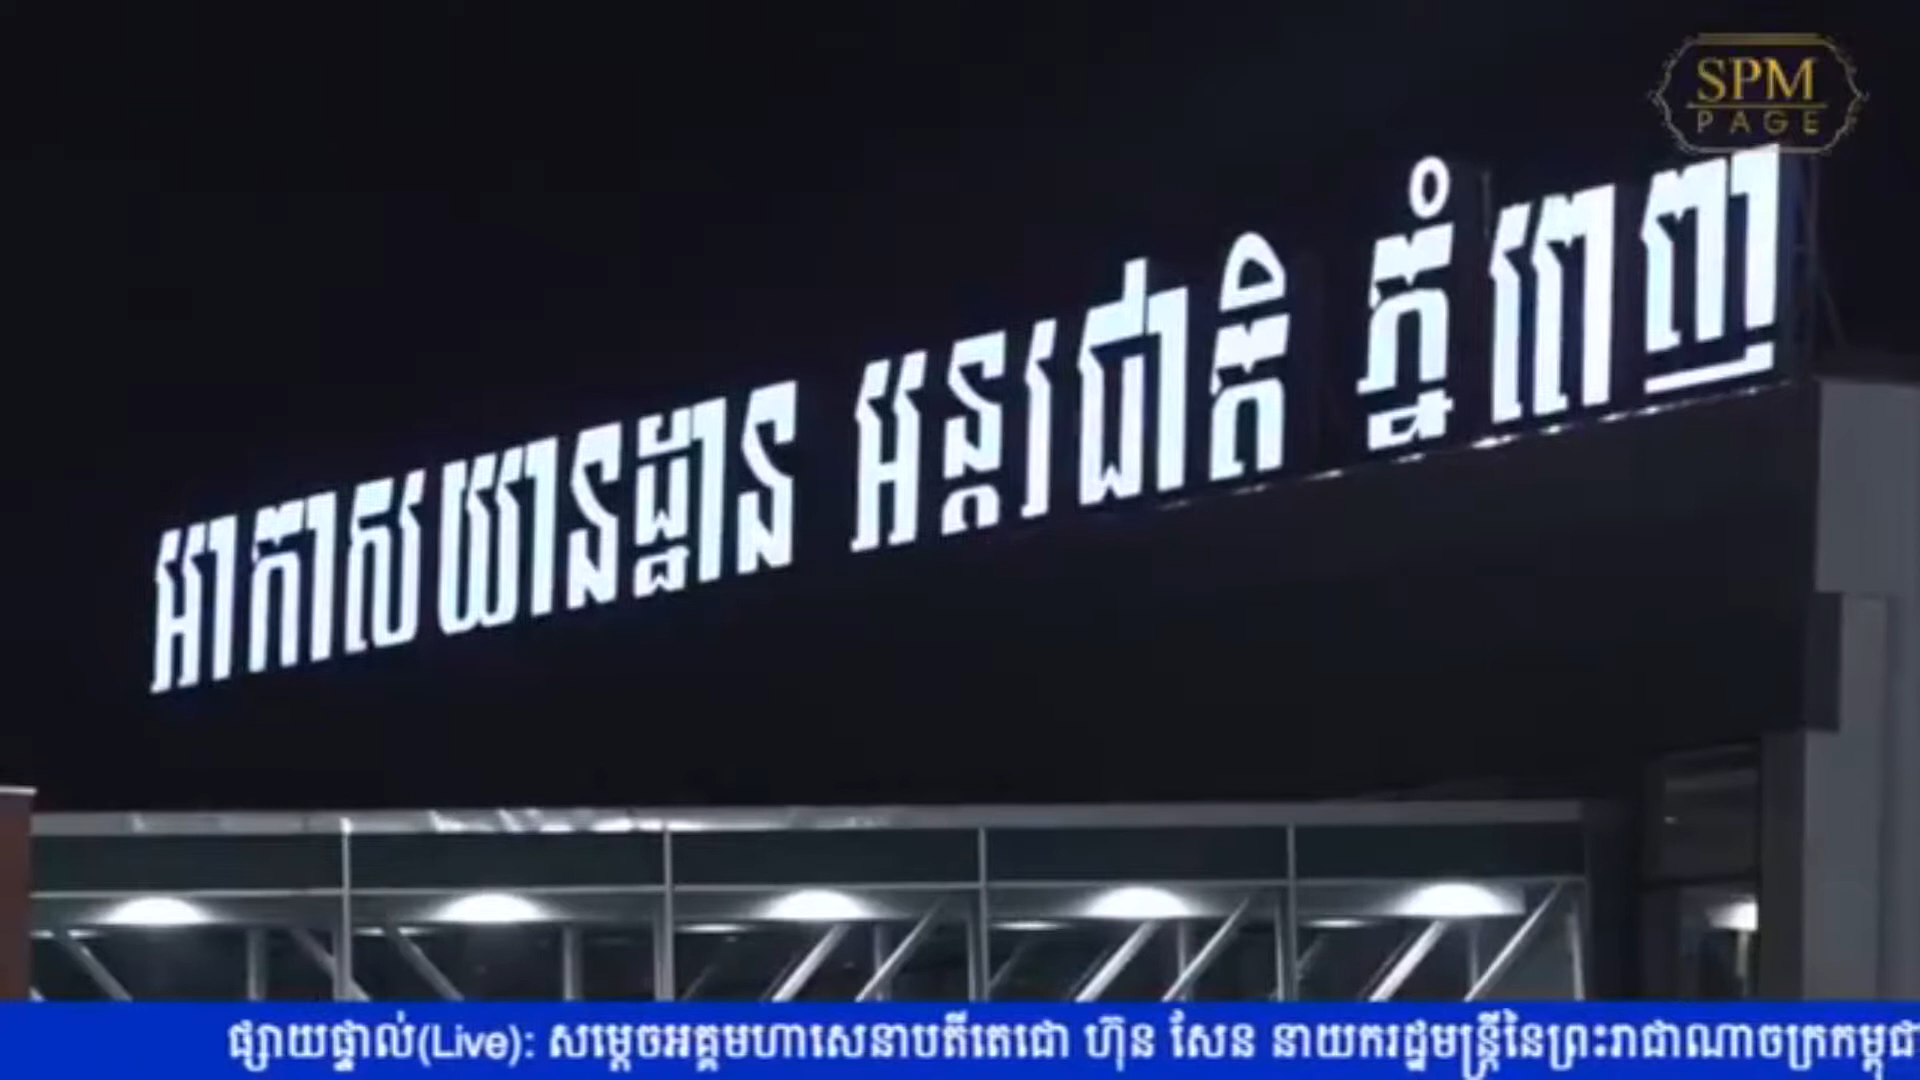 SPM
PAGE
អាកាសយានដ្ឋាន អន្តរជាតិ ភ្នំពេញ
ផ្សាយផ្ទាល់(Live): សម្តេចអគ្គមហាសេនាបតីតេជោ ហ៊ុន សែន នាយករដ្ឋមន្ត្រីនៃព្រះរាជាណាចក្រកម្ពុជា